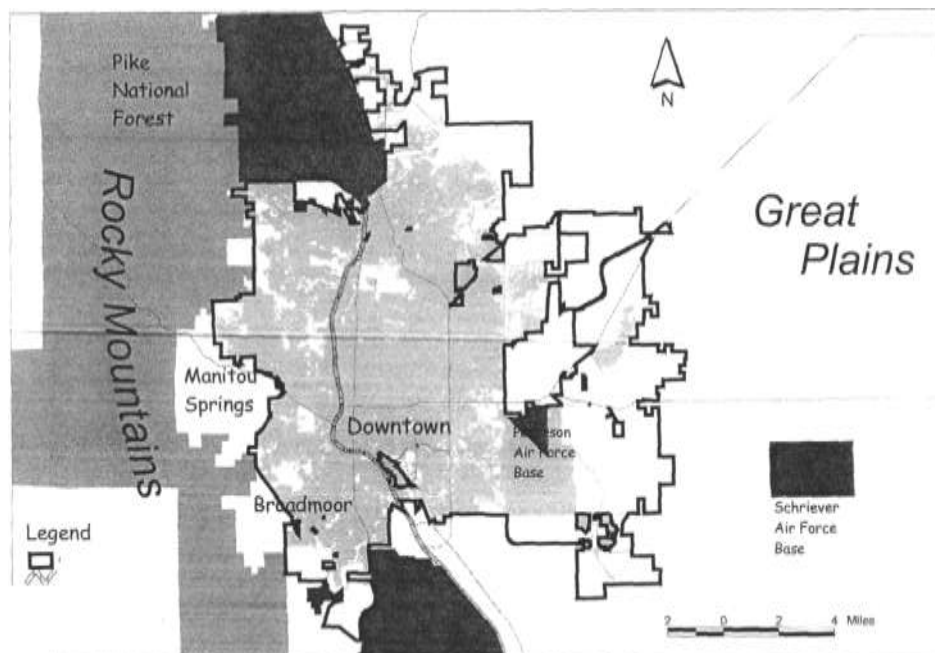 Pike
National
Forest
N
Rocky Mountains
Great
Plains
Manitou
Springs
Downtown
Air Force
Base
Broadmoor
Schriever
Air Force
Base
Legend
2 0 2 4 Miles